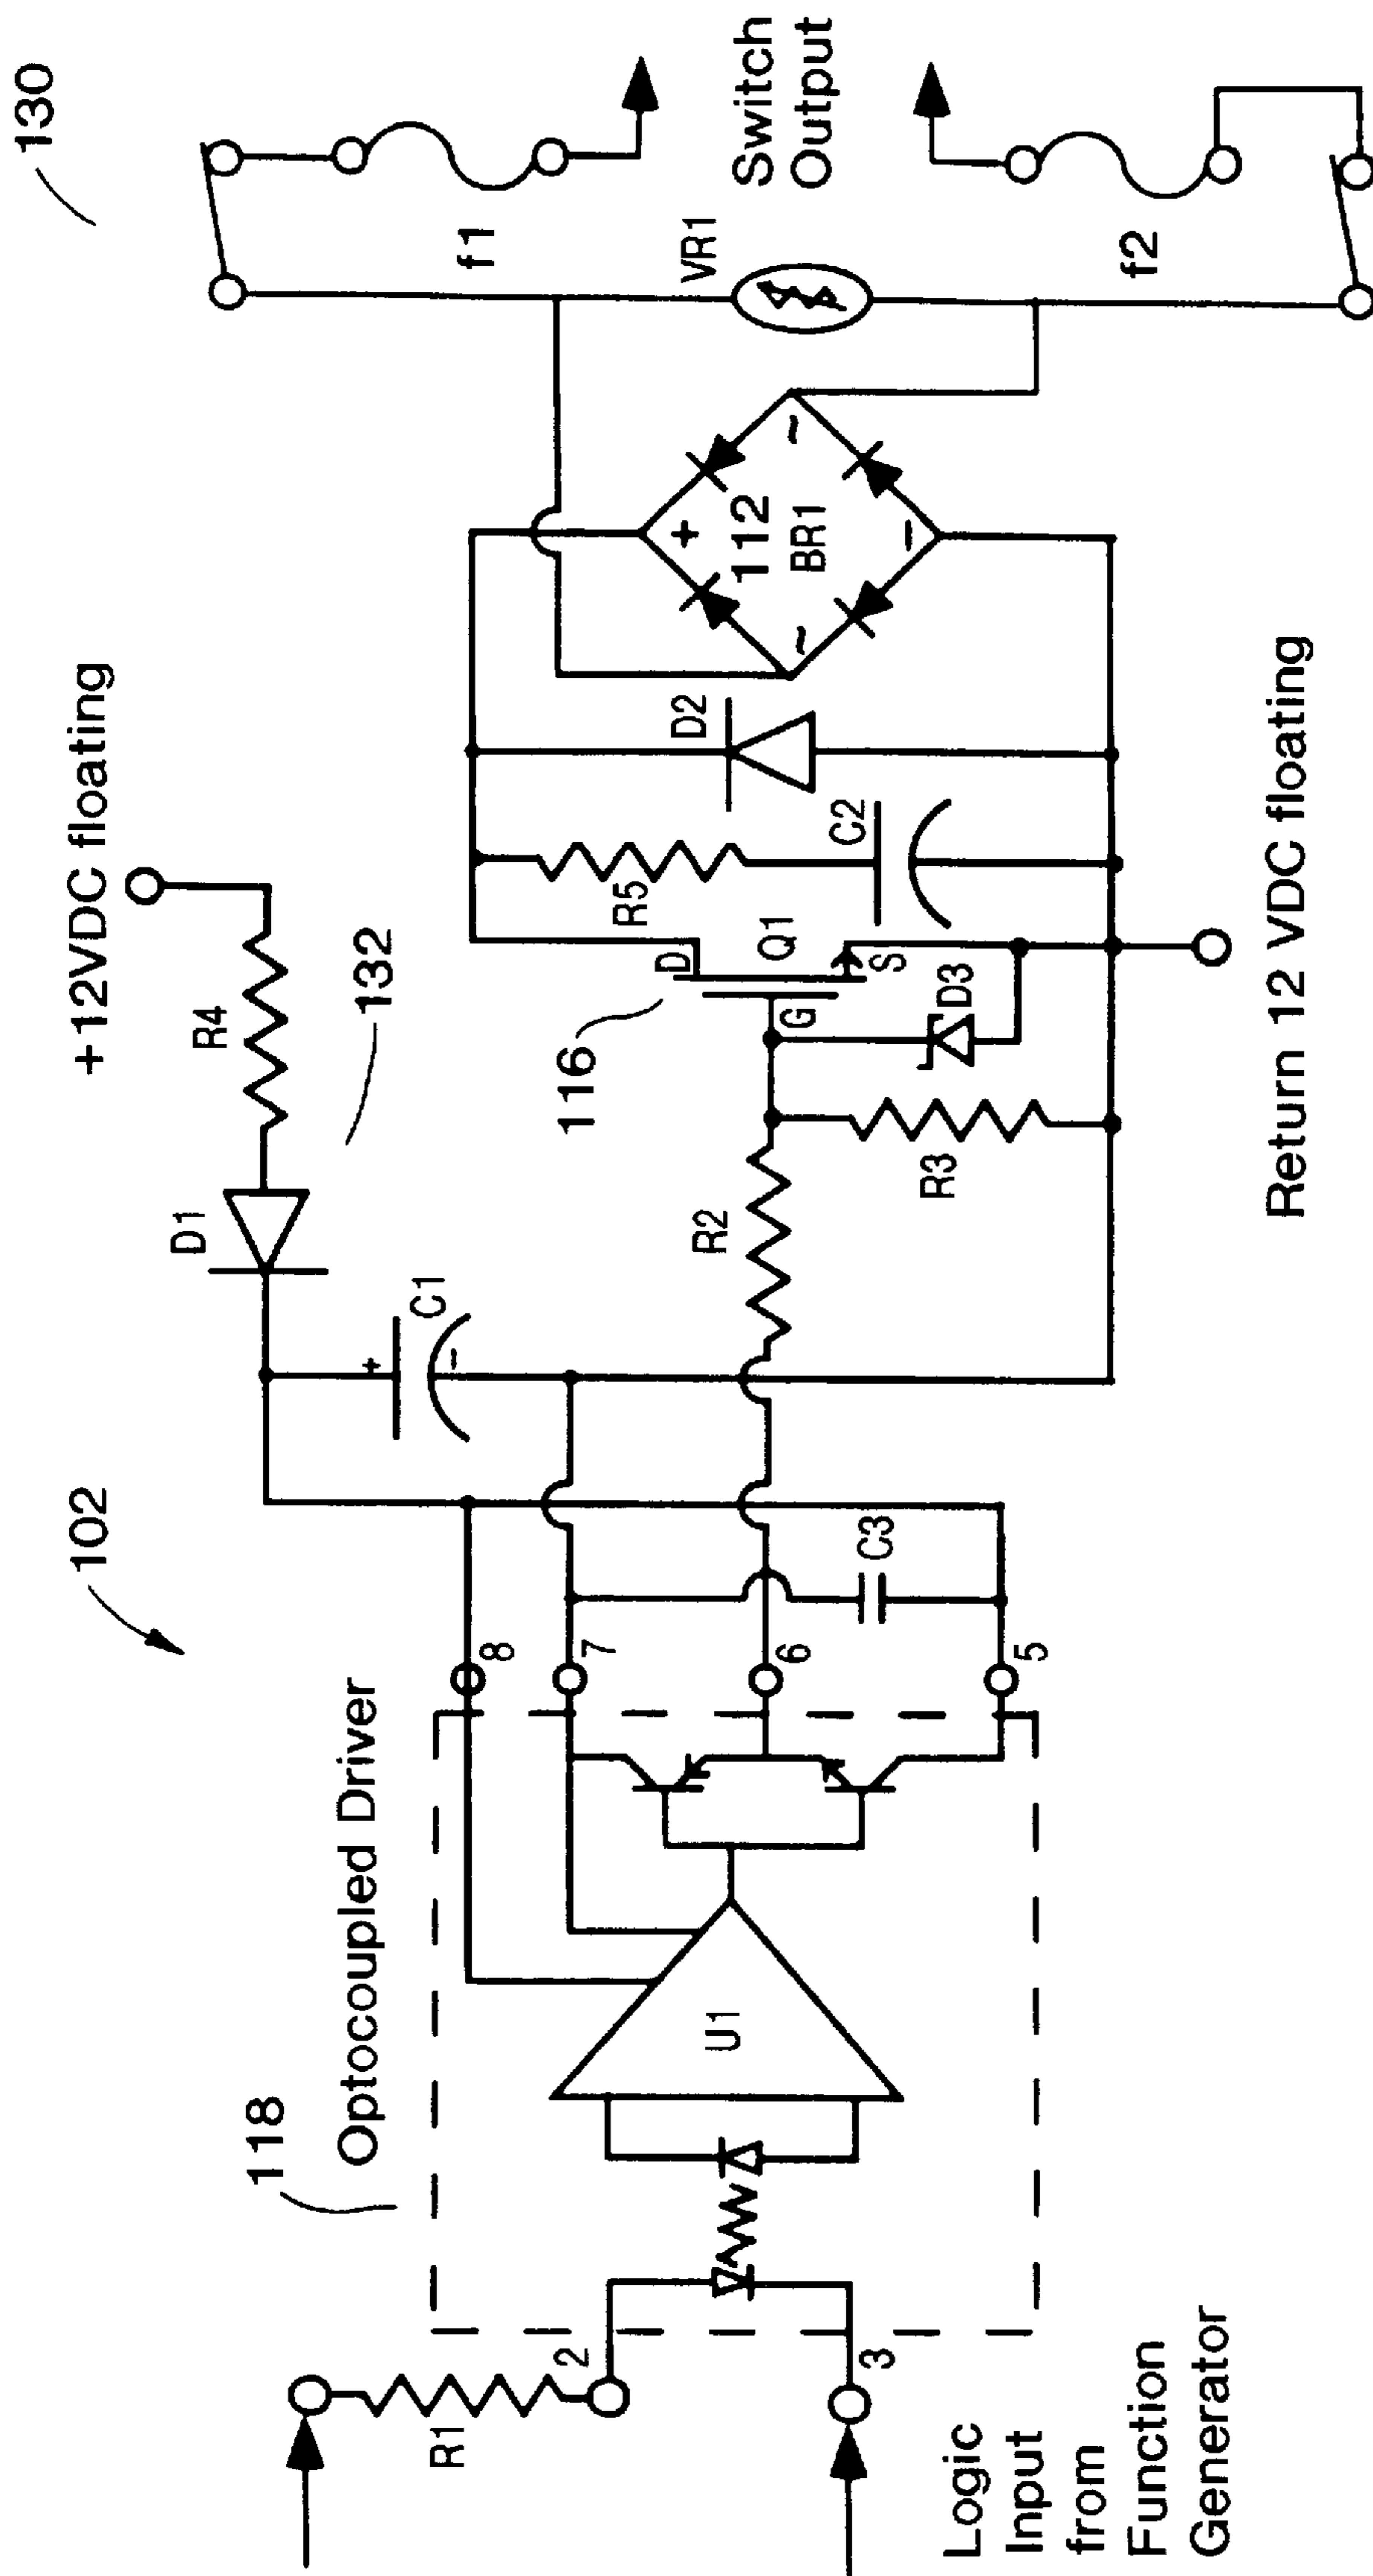 130
+12VDC floating
102
132
D1
R4
f1
Switch
Output
118
Optocoupled Driver
C1
+
−
116
D
Q1
G
S
R5
D2
C2
+
112
BR1
~
~
−
VR1
f2
R1
2
3
U1
8
7
6
5
C3
R2
R3
D3
Logic
Input
from
Function
Generator
Return 12 VDC floating